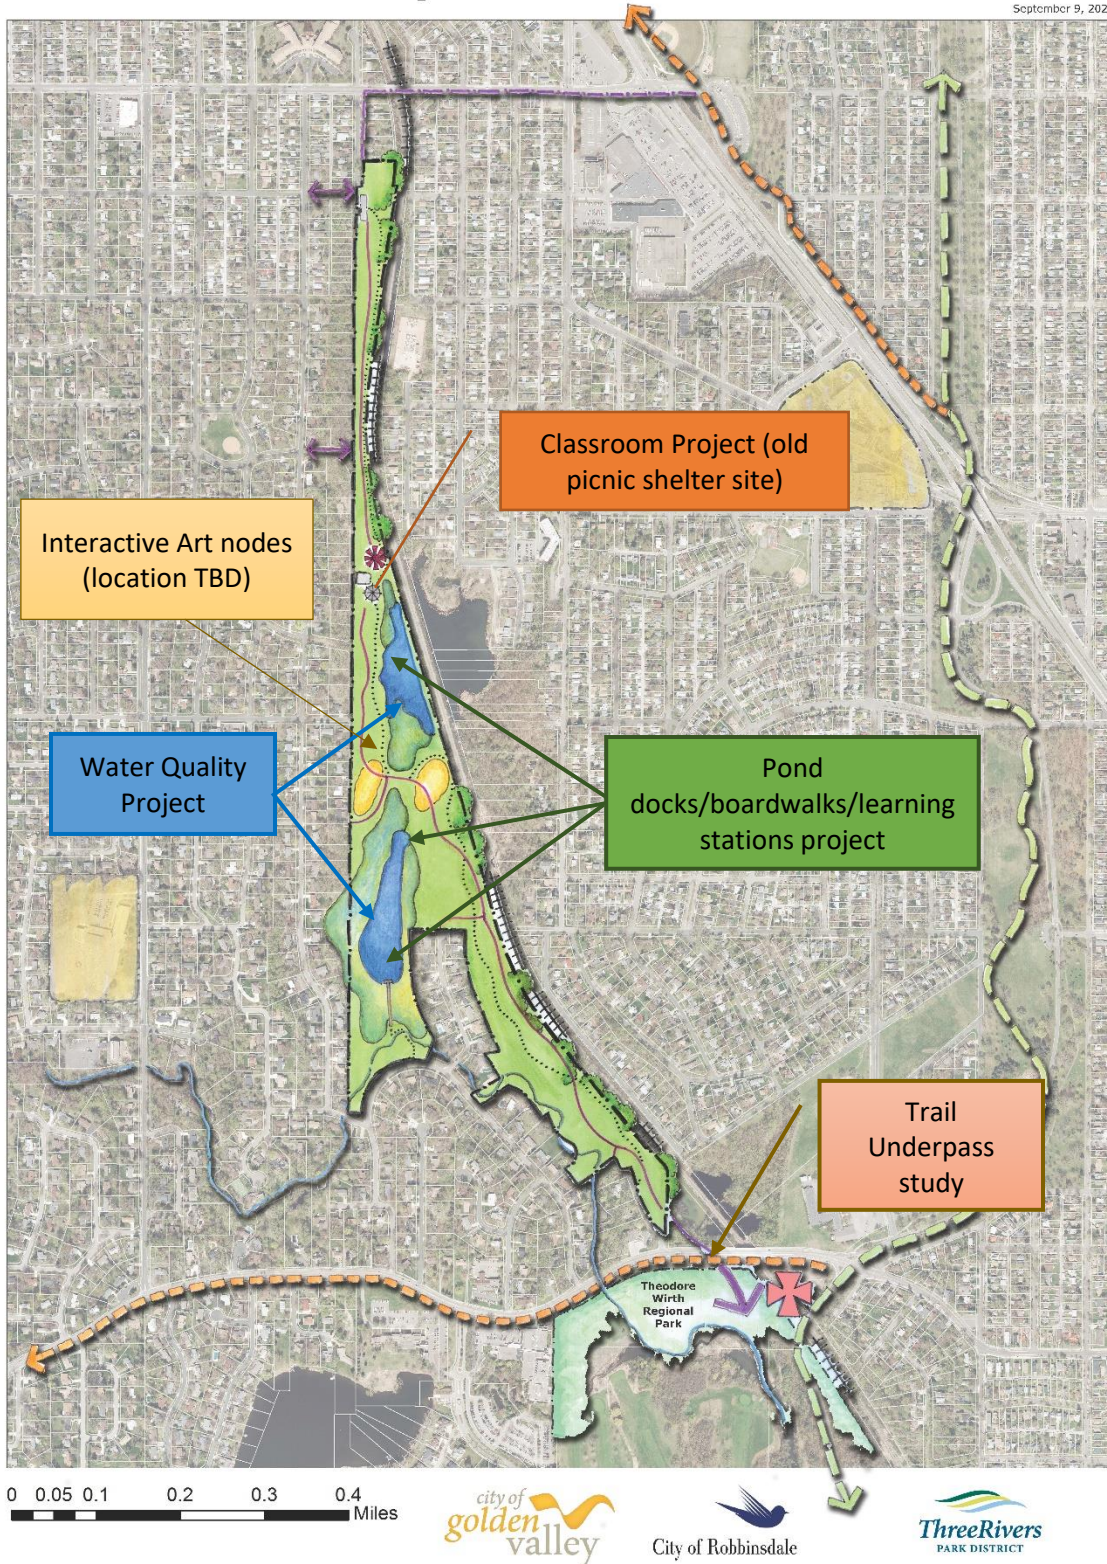 September 9, 202
Classroom Project (old
picnic shelter site)
Interactive Art nodes
(location TBD)
Water Quality
Project
Pond
docks/boardwalks/learning
stations project
Trail
Underpass
study
Theodore
Wirth
Regional
Park
0 0.05 0.1 0.2 0.3 0.4
Miles
city of
golden
valley
City of Robbinsdale
ThreeRivers
PARK DISTRICT